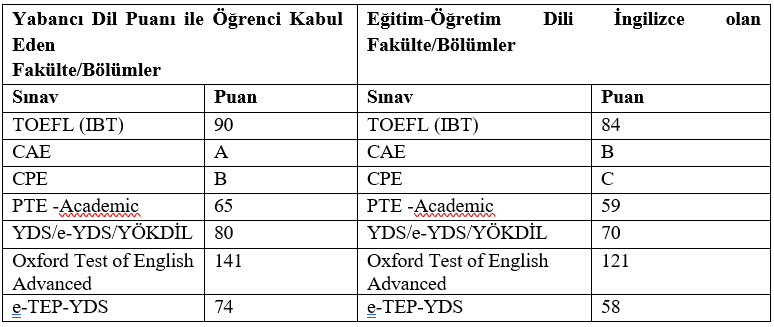 Yabancı Dil Puanı ile Öğrenci Kabul Eden
Fakülte/Bölümler
Eğitim-Öğretim Dili İngilizce olan
Fakülte/Bölümler
Sınav Puan Sınav Puan
TOEFL (IBT) 90 TOEFL (IBT) 84
CAE A CAE B
CPE B CPE C
PTE -Academic 65 PTE -Academic 59
YDS/e-YDS/YÖKDİL 80 YDS/e-YDS/YÖKDİL 70
Oxford Test of English Advanced 141 Oxford Test of English Advanced 121
e-TEP-YDS 74 e-TEP-YDS 58